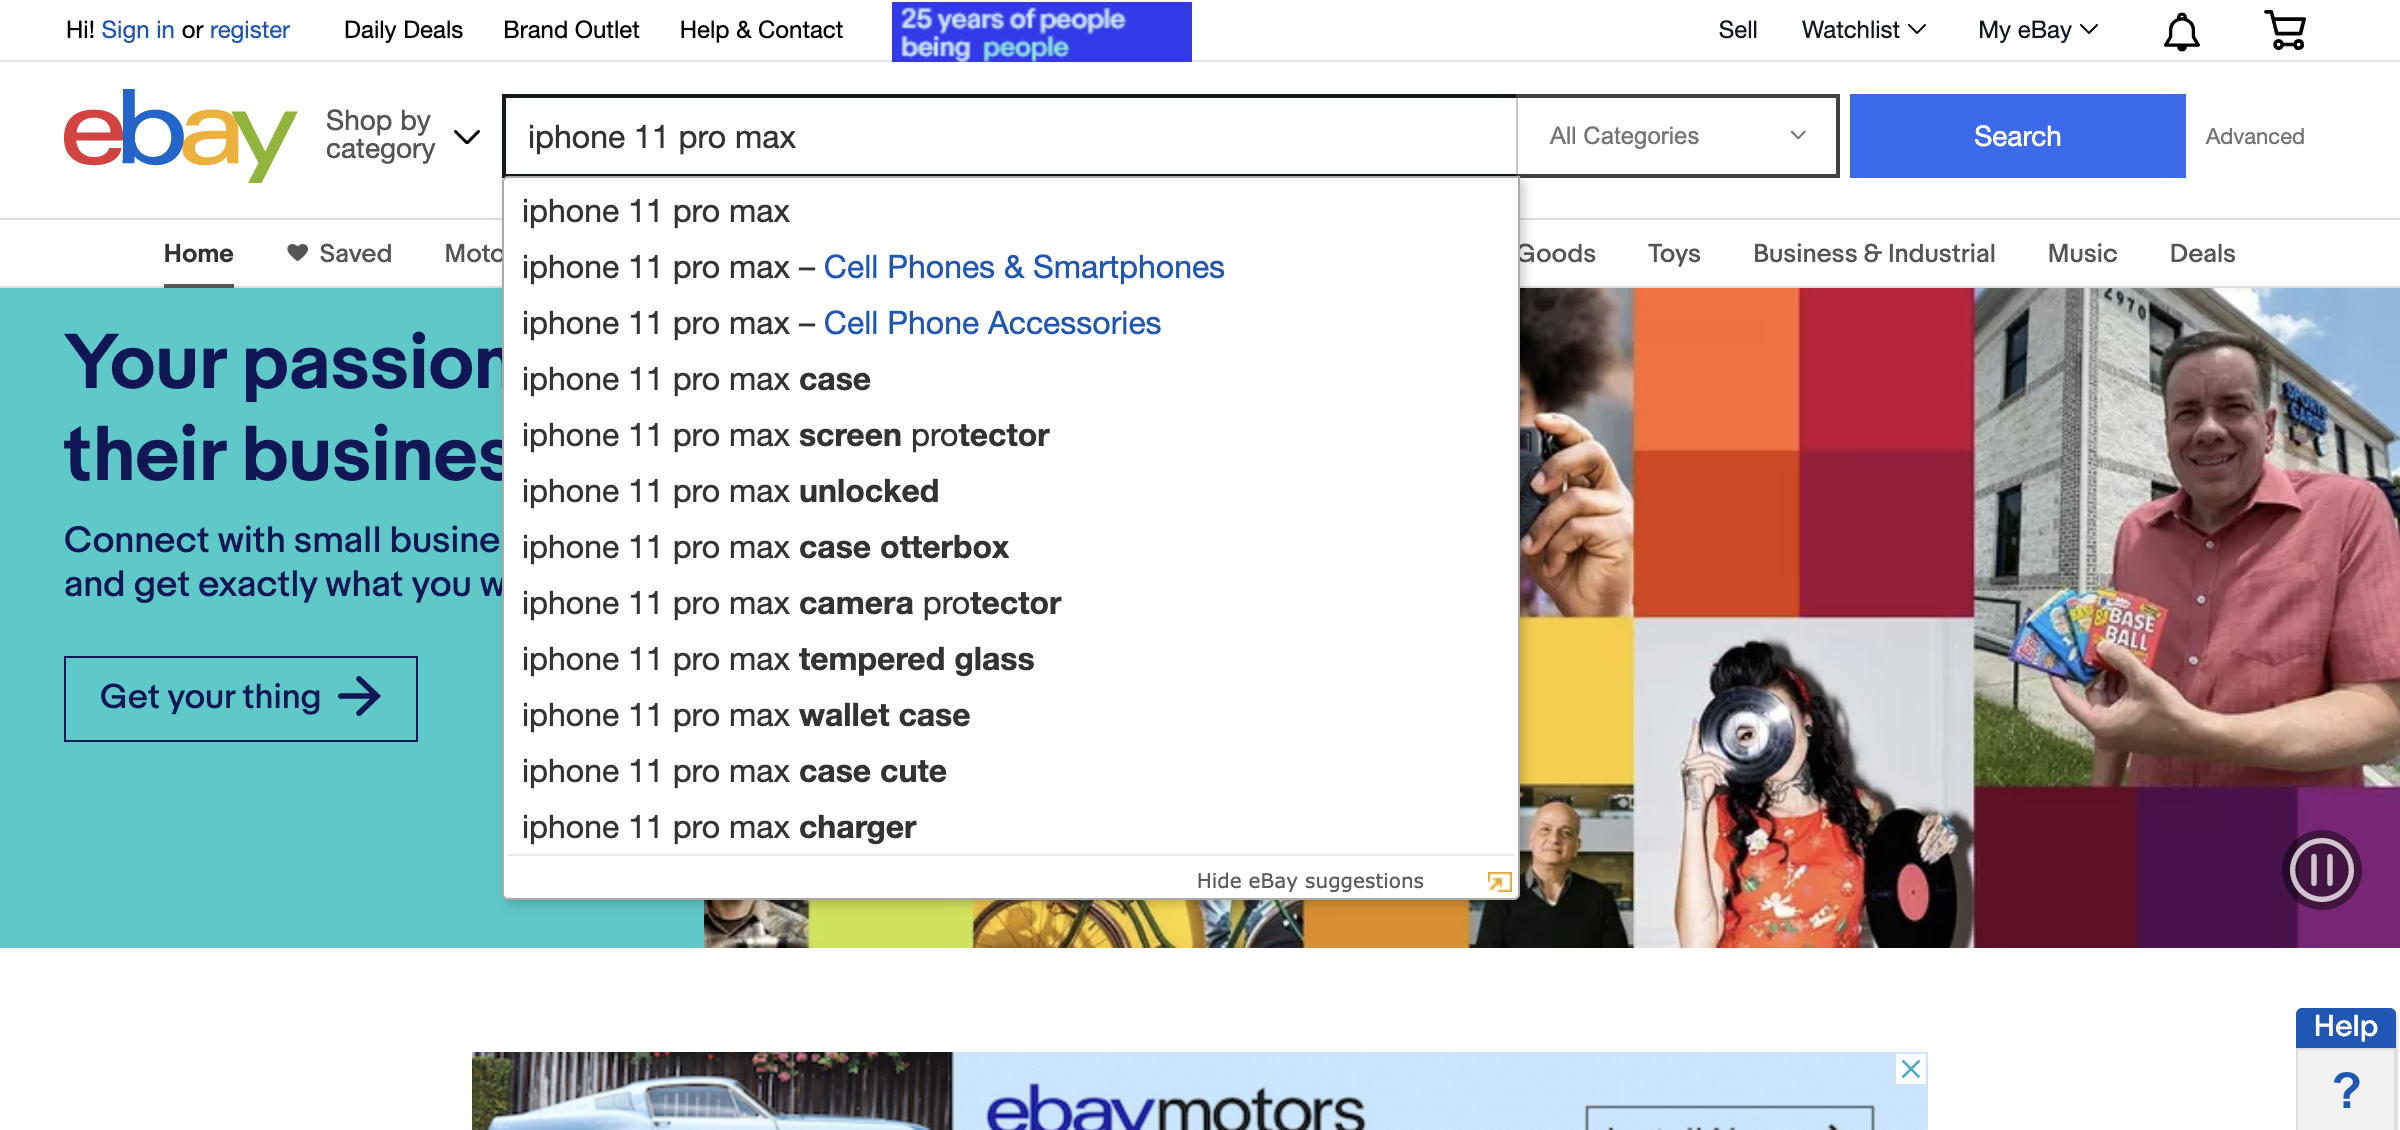 Hi! Sign in or register
Daily Deals
Brand Outlet
Help & Contact
25 years of people
being people
Sell
Watchlist
My eBay
ebay
Shop by
category
iphone 11 pro max
All Categories
Search
Advanced
Home
Saved
Moto
Goods
Toys
Business & Industrial
Music
Deals
iphone 11 pro max
iphone 11 pro max – Cell Phones & Smartphones
iphone 11 pro max – Cell Phone Accessories
iphone 11 pro max case
iphone 11 pro max screen protector
iphone 11 pro max unlocked
iphone 11 pro max case otterbox
iphone 11 pro max camera protector
iphone 11 pro max tempered glass
iphone 11 pro max wallet case
iphone 11 pro max case cute
iphone 11 pro max charger
Hide eBay suggestions
Your passion
their busines
Connect with small busine
and get exactly what you w
Get your thing
2970
SPORTS
CARDS
BASE
BALL
Help
?
ebaymotors